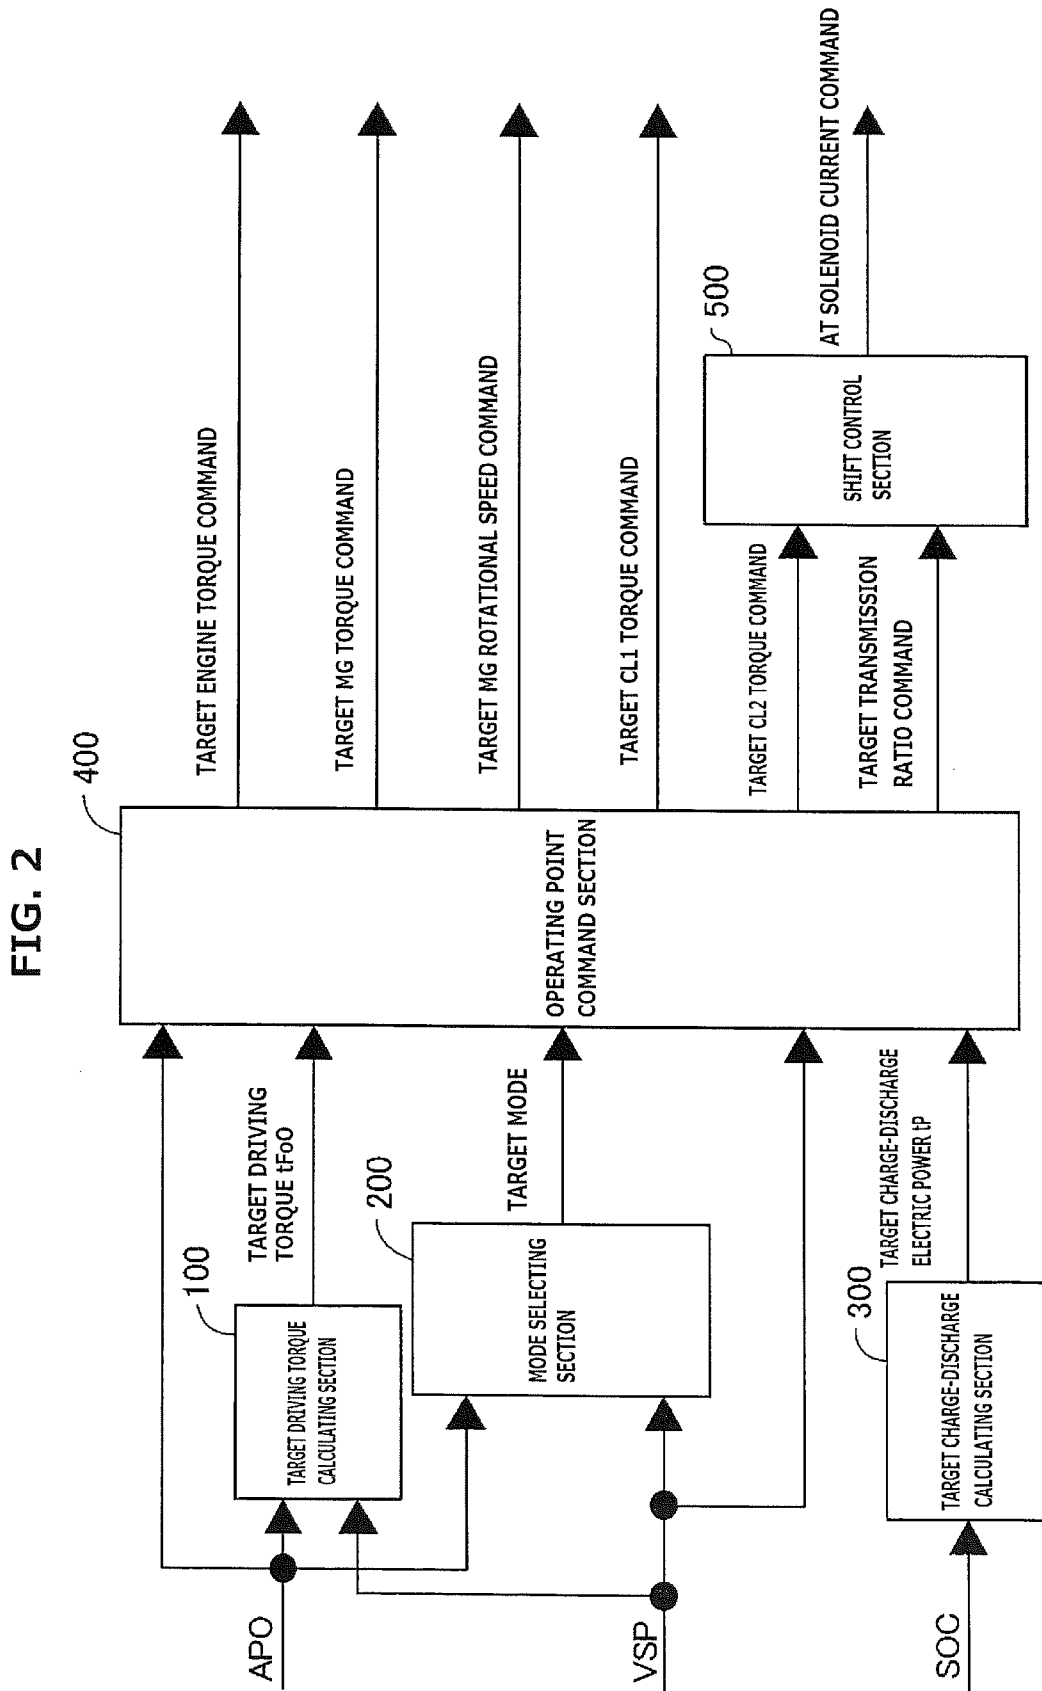 FIG. 2
APO
VSP
SOC
100
TARGET DRIVING TORQUE
CALCULATING SECTION
TARGET DRIVING
TORQUE tFoO
200
MODE SELECTING
SECTION
TARGET MODE
300
TARGET CHARGE-DISCHARGE
CALCULATING SECTION
TARGET CHARGE-DISCHARGE
ELECTRIC POWER tP
400
OPERATING POINT
COMMAND SECTION
TARGET ENGINE TORQUE COMMAND
TARGET MG TORQUE COMMAND
TARGET MG ROTATIONAL SPEED COMMAND
TARGET CL1 TORQUE COMMAND
TARGET CL2 TORQUE COMMAND
TARGET TRANSMISSION
RATIO COMMAND
500
SHIFT CONTROL
SECTION
AT SOLENOID CURRENT COMMAND